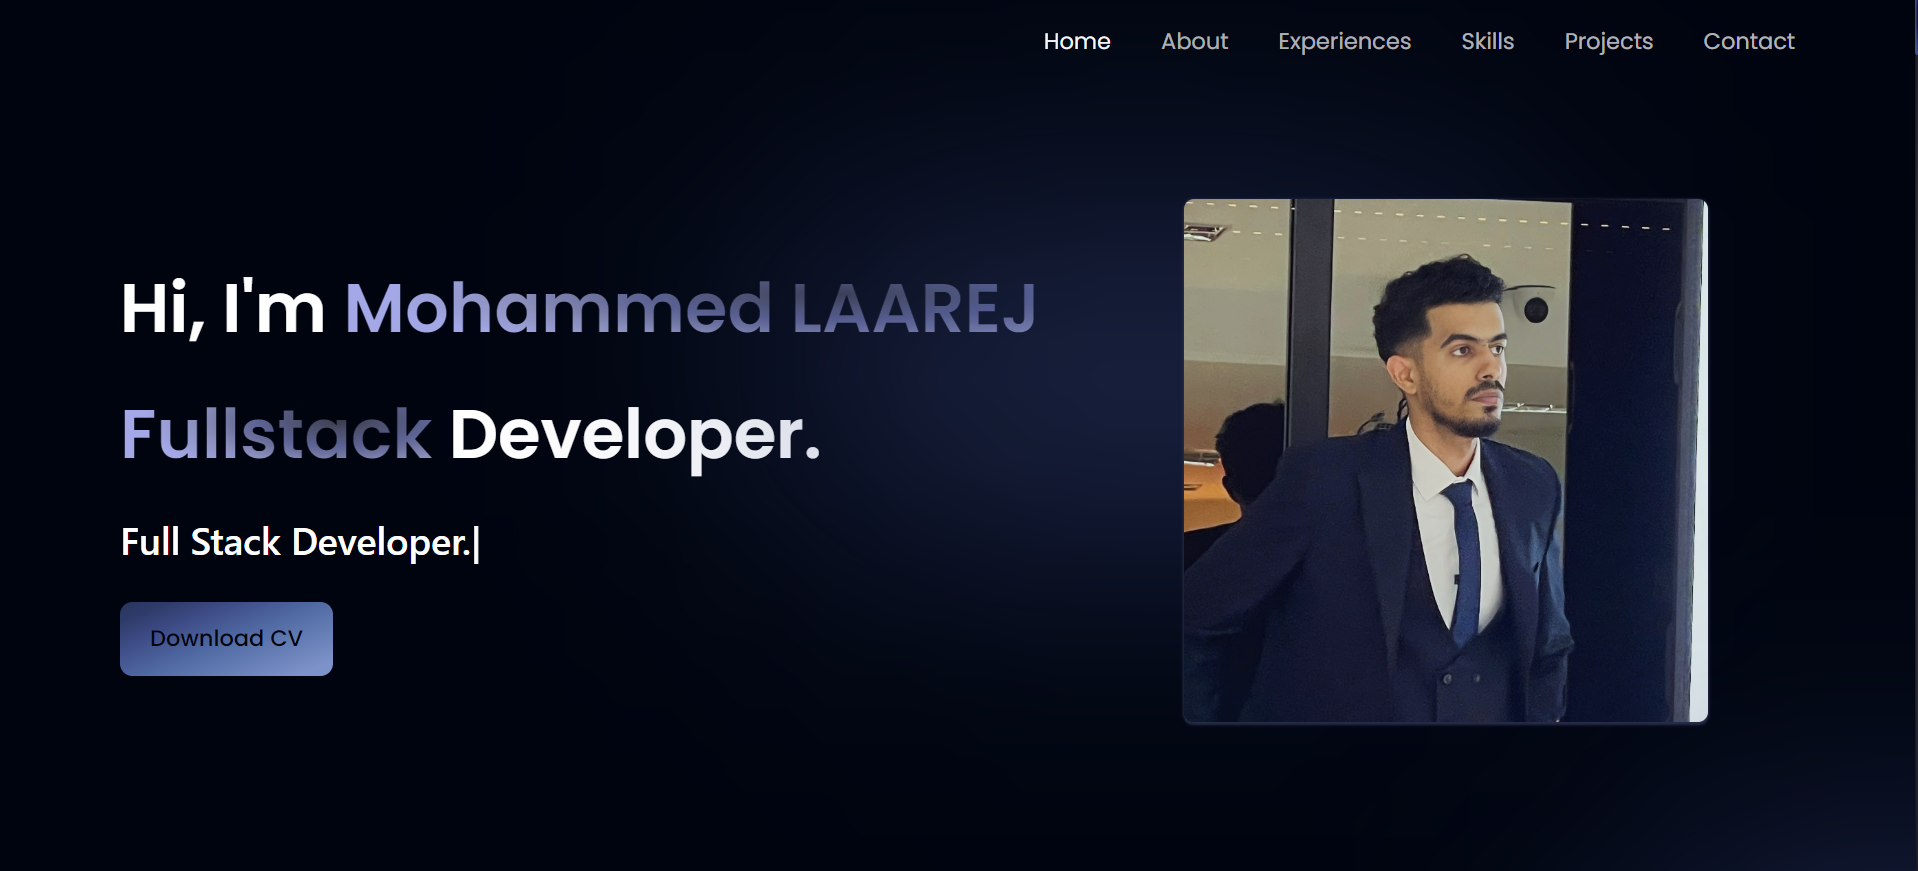 Home About Experiences Skills Projects Contact
Hi, I'm Mohammed LAAREJ
Fullstack Developer.
Full Stack Developer.|
Download CV